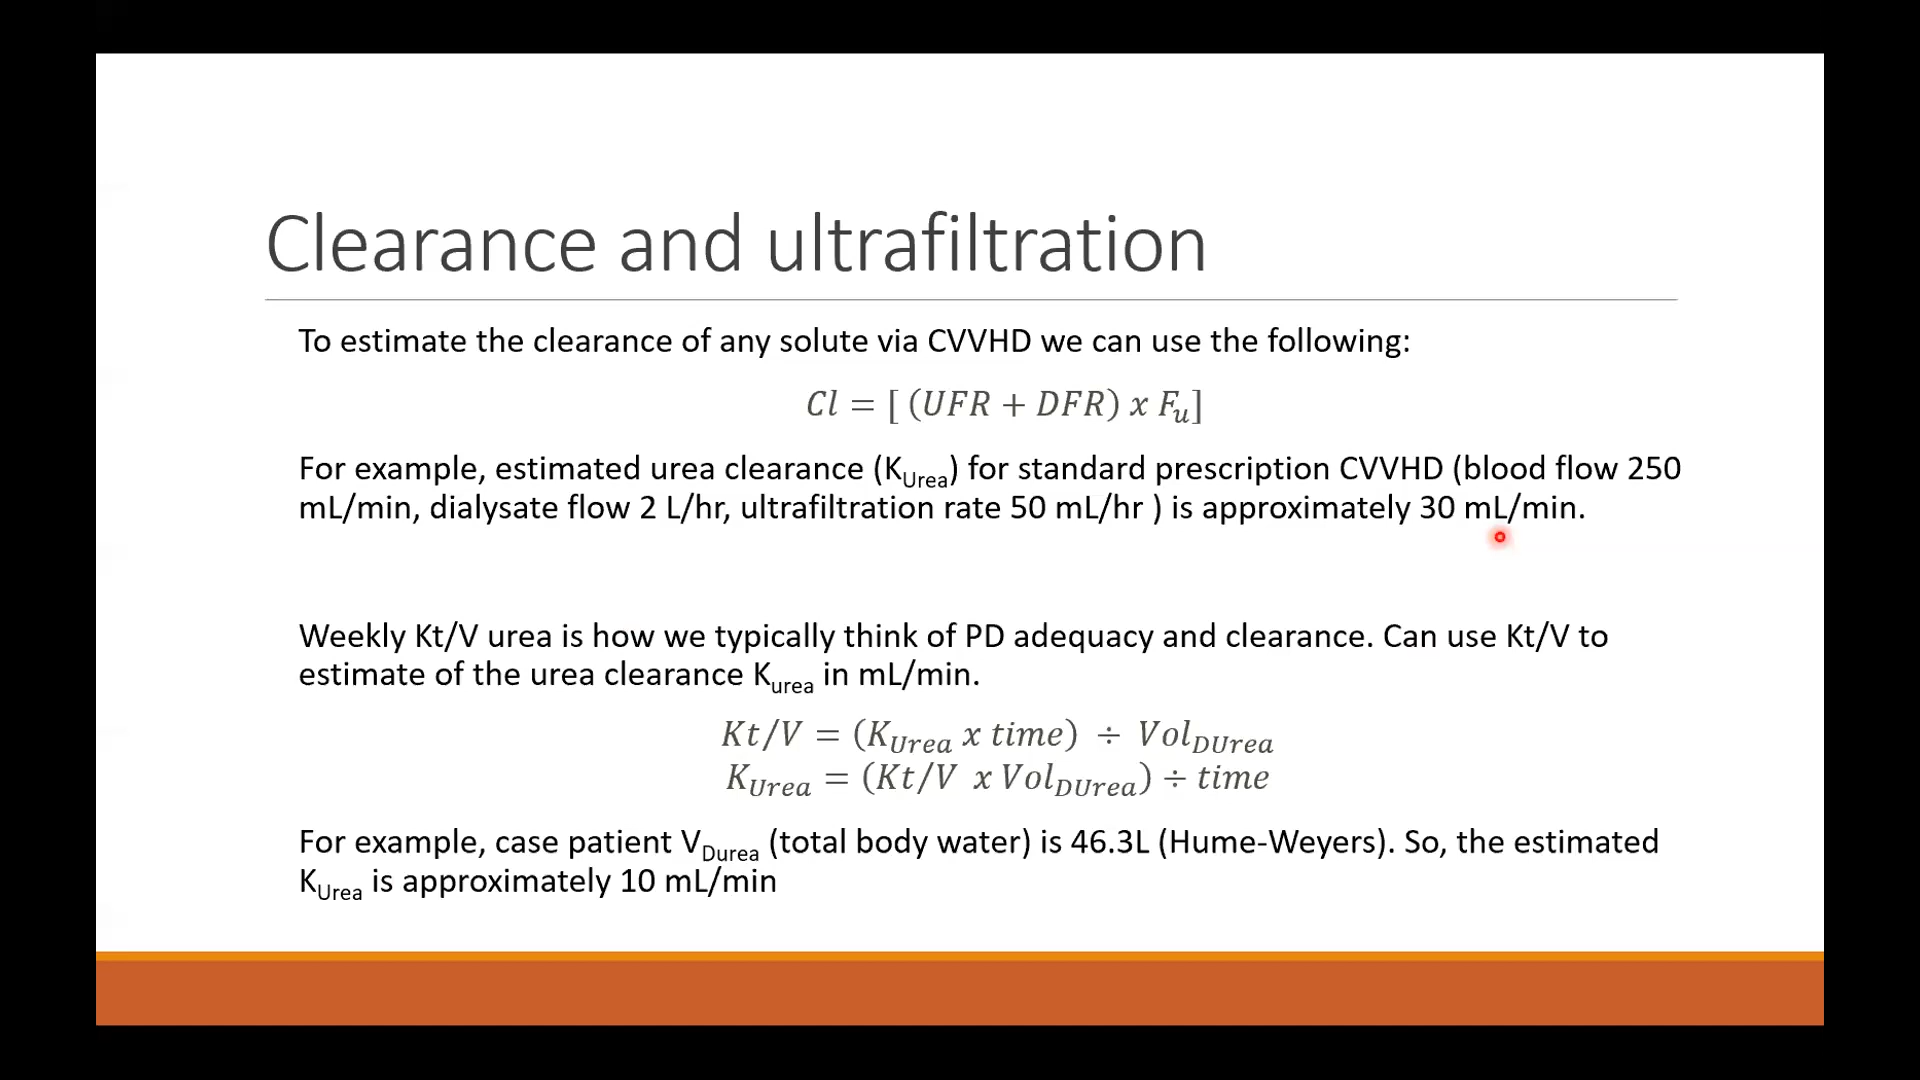 Clearance and ultrafiltration
To estimate the clearance of any solute via CVVHD we can use the following:
Cl = [ (UFR + DFR) x Fu]
For example, estimated urea clearance (KUrea) for standard prescription CVVHD (blood flow 250
mL/min, dialysate flow 2 L/hr, ultrafiltration rate 50 mL/hr ) is approximately 30 mL/min.
Weekly Kt/V urea is how we typically think of PD adequacy and clearance. Can use Kt/V to
estimate of the urea clearance Kurea in mL/min.
Kt/V = (KUrea x time) ÷ VolDUrea
KUrea = (Kt/V x VolDUrea) ÷ time
For example, case patient VDurea (total body water) is 46.3L (Hume-Weyers). So, the estimated
KUrea is approximately 10 mL/min